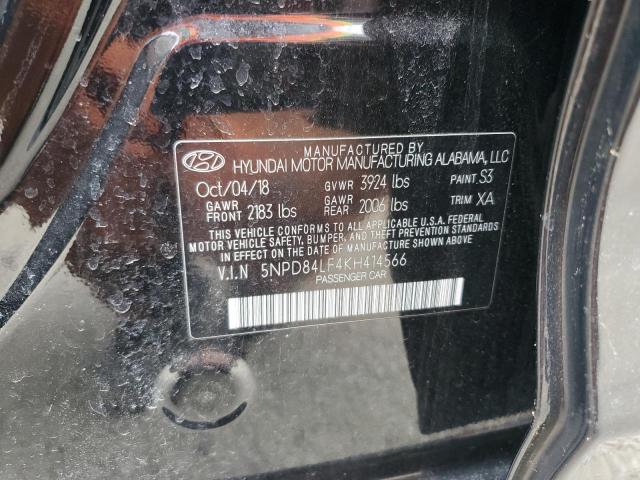 MANUFACTURED BY
HYUNDAI MOTOR MANUFACTURING ALABAMA, LLC
Oct/04/18 GVWR 3924 lbs PAINT S3
GAWR FRONT 2183 lbs GAWR REAR 2006 lbs TRIM XA
THIS VEHICLE CONFORMS TO ALL APPLICABLE U.S.A. FEDERAL
MOTOR VEHICLE SAFETY, BUMPER, AND THEFT PREVENTION
STANDARDS IN EFFECT ON THE DATE OF MANUFACTURE SHOWN ABOVE.
V.I.N 5NPD84LF4KH414566
PASSENGER CAR